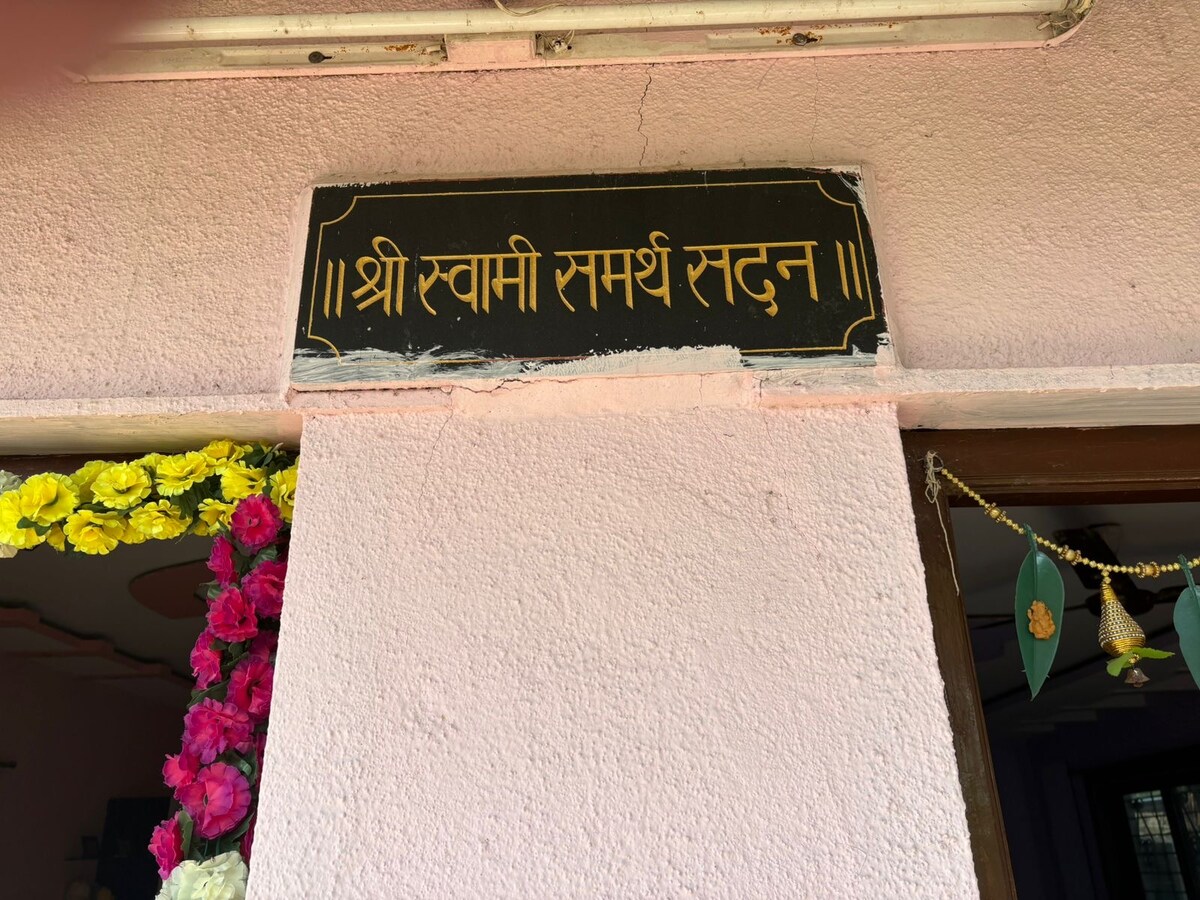 ॥ श्री स्वामी समर्थ सदन ॥